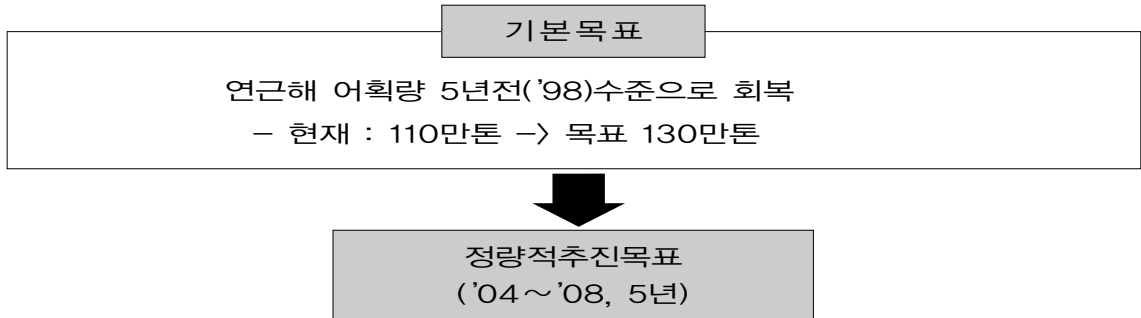 기본목표
연근해 어획량 5년전('98)수준으로 회복
- 현재 : 110만톤 -> 목표 130만톤
정량적추진목표
('04～'08, 5년)